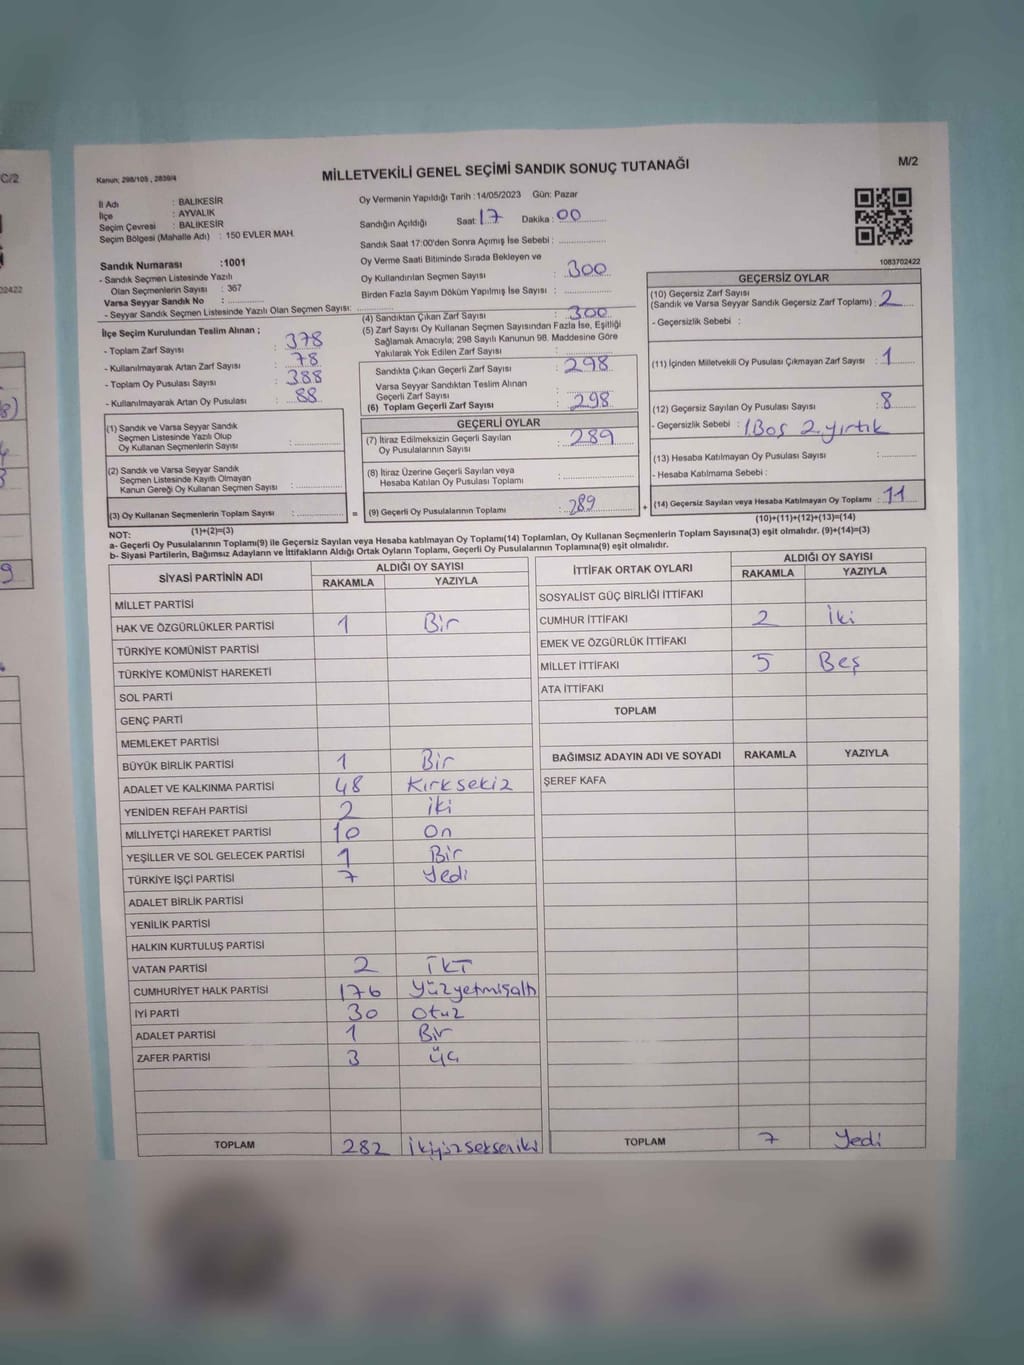 C/2
Kanun: 298/105, 2839/4
MİLLETVEKİLİ GENEL SEÇİMİ SANDIK SONUÇ TUTANAĞI
M/2
İl Adı : BALIKESİR
İlçe : AYVALIK
Seçim Çevresi : BALIKESİR
Seçim Bölgesi (Mahalle Adı) : 150 EVLER MAH.
Sandık Numarası :1001
- Sandık Seçmen Listesinde Yazılı
Olan Seçmenlerin Sayısı : 367
Varsa Seyyar Sandık No :
- Seyyar Sandık Seçmen Listesinde Yazılı Olan Seçmen Sayısı:
İlçe Seçim Kurulundan Teslim Alınan ;
- Toplam Zarf Sayısı : 378
- Kullanılmayarak Artan Zarf Sayısı : 78
- Toplam Oy Pusulası Sayısı : 388
- Kullanılmayarak Artan Oy Pusulası : 88
(1) Sandık ve Varsa Seyyar Sandık
Seçmen Listesinde Yazılı Olup
Oy Kullanan Seçmenlerin Sayısı :
(2) Sandık ve Varsa Seyyar Sandık
Seçmen Listesinde Kayıtlı Olmayan
Kanun Gereği Oy Kullanan Seçmen Sayısı :
(3) Oy Kullanan Seçmenlerin Toplam Sayısı :
(1)+(2)=(3)
Oy Vermenin Yapıldığı Tarih : 14/05/2023 Gün: Pazar
Sandığın Açıldığı Saat: 17 Dakika : 00
Sandık Saat 17:00'den Sonra Açımış İse Sebebi :
Oy Verme Saati Bitiminde Sırada Bekleyen ve
Oy Kullandırılan Seçmen Sayısı : 300
Birden Fazla Sayım Döküm Yapılmış İse Sayısı :
(4) Sandıktan Çıkan Zarf Sayısı : 300
(5) Zarf Sayısı Oy Kullanan Seçmen Sayısından Fazla İse, Eşitliği
Sağlamak Amacıyla; 298 Sayılı Kanunun 98. Maddesine Göre
Yakılarak Yok Edilen Zarf Sayısı :
Sandıkta Çıkan Geçerli Zarf Sayısı : 298
Varsa Seyyar Sandıktan Teslim Alınan
Geçerli Zarf Sayısı :
(6) Toplam Geçerli Zarf Sayısı : 298
GEÇERLİ OYLAR
(7) İtiraz Edilmeksizin Geçerli Sayılan
Oy Pusulalarının Sayısı : 289
(8) İtiraz Üzerine Geçerli Sayılan veya
Hesaba Katılan Oy Pusulası Toplamı :
= (9) Geçerli Oy Pusulalarının Toplamı : 289 +
1083702422
GEÇERSİZ OYLAR
(10) Geçersiz Zarf Sayısı
(Sandık ve Varsa Seyyar Sandık Geçersiz Zarf Toplamı) : 2
- Geçersizlik Sebebi :
(11) İçinden Milletvekili Oy Pusulası Çıkmayan Zarf Sayısı : 1
(12) Geçersiz Sayılan Oy Pusulası Sayısı : 8
- Geçersizlik Sebebi : 1 Boş 2 yırtık
(13) Hesaba Katılmayan Oy Pusulası Sayısı :
- Hesaba Katılmama Sebebi :
(14) Geçersiz Sayılan veya Hesaba Katılmayan Oy Toplamı : 11
(10)+(11)+(12)+(13)=(14)
NOT:
a- Geçerli Oy Pusulalarının Toplamı(9) ile Geçersiz Sayılan veya Hesaba katılmayan Oy Toplamı(14) Toplamları, Oy Kullanan Seçmenlerin Toplam Sayısına(3) eşit olmalıdır. (9)+(14)=(3)
b- Siyasi Partilerin, Bağımsız Adayların ve İttifakların Aldığı Ortak Oyların Toplamı, Geçerli Oy Pusulalarının Toplamına(9) eşit olmalıdır.
SİYASİ PARTİNİN ADI ALDIĞI OY SAYISI
RAKAMLA YAZIYLA
MİLLET PARTİSİ
HAK VE ÖZGÜRLÜKLER PARTİSİ 1 Bir
TÜRKİYE KOMÜNİST PARTİSİ
TÜRKİYE KOMÜNİST HAREKETİ
SOL PARTİ
GENÇ PARTİ
MEMLEKET PARTİSİ
BÜYÜK BİRLİK PARTİSİ 1 Bir
ADALET VE KALKINMA PARTİSİ 48 Kırksekiz
YENİDEN REFAH PARTİSİ 2 iki
MİLLİYETÇİ HAREKET PARTİSİ 10 On
YEŞİLLER VE SOL GELECEK PARTİSİ 1 Bir
TÜRKİYE İŞÇİ PARTİSİ 7 Yedi
ADALET BİRLİK PARTİSİ
YENİLİK PARTİSİ
HALKIN KURTULUŞ PARTİSİ
VATAN PARTİSİ 2 İKİ
CUMHURİYET HALK PARTİSİ 176 Yüzyetmişaltı
İYİ PARTİ 30 Otuz
ADALET PARTİSİ 1 Bir
ZAFER PARTİSİ 3 Üç
TOPLAM 282 İkiyüzsekseniki
İTTİFAK ORTAK OYLARI ALDIĞI OY SAYISI
RAKAMLA YAZIYLA
SOSYALİST GÜÇ BİRLİĞİ İTTİFAKI
CUMHUR İTTİFAKI 2 İki
EMEK VE ÖZGÜRLÜK İTTİFAKI
MİLLET İTTİFAKI 5 Beş
ATA İTTİFAKI
TOPLAM
BAĞIMSIZ ADAYIN ADI VE SOYADI RAKAMLA YAZIYLA
ŞEREF KAFA
TOPLAM 7 Yedi